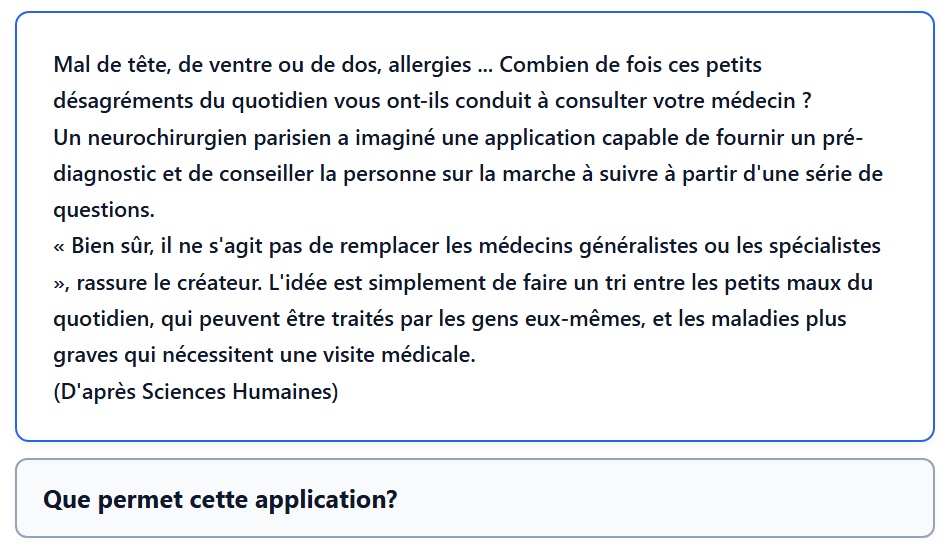 Mal de tête, de ventre ou de dos, allergies ... Combien de fois ces petits
désagréments du quotidien vous ont-ils conduit à consulter votre médecin ?
Un neurochirurgien parisien a imaginé une application capable de fournir un pré-
diagnostic et de conseiller la personne sur la marche à suivre à partir d'une série de
questions.
« Bien sûr, il ne s'agit pas de remplacer les médecins généralistes ou les spécialistes
», rassure le créateur. L'idée est simplement de faire un tri entre les petits maux du
quotidien, qui peuvent être traités par les gens eux-mêmes, et les maladies plus
graves qui nécessitent une visite médicale.
(D'après Sciences Humaines)
Que permet cette application?